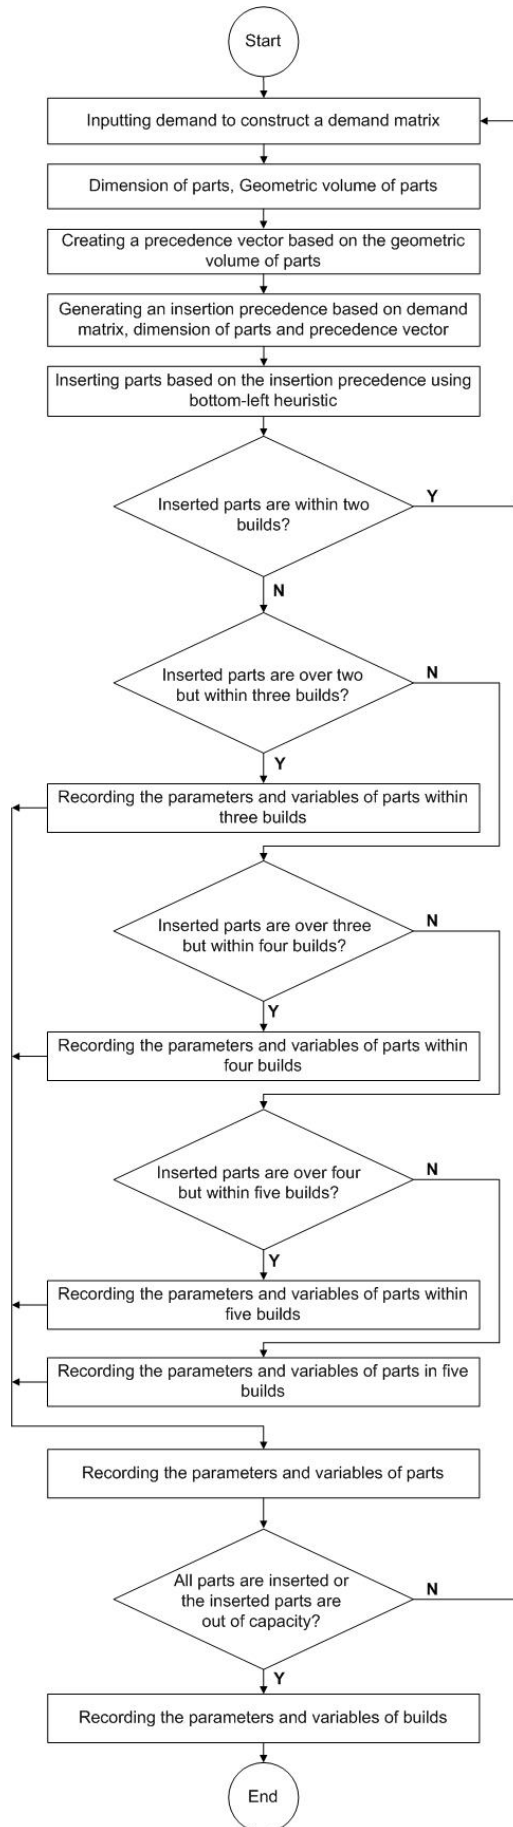 Start
Inputting demand to construct a demand matrix
Dimension of parts, Geometric volume of parts
Creating a precedence vector based on the geometric
volume of parts
Generating an insertion precedence based on demand
matrix, dimension of parts and precedence vector
Inserting parts based on the insertion precedence using
bottom-left heuristic
Inserted parts are within two
builds?
Y
N
Inserted parts are over two
but within three builds?
N
Y
Recording the parameters and variables of parts within
three builds
Inserted parts are over three
but within four builds?
N
Y
Recording the parameters and variables of parts within
four builds
Inserted parts are over four
but within five builds?
N
Y
Recording the parameters and variables of parts within
five builds
Recording the parameters and variables of parts in five
builds
Recording the parameters and variables of parts
All parts are inserted or
the inserted parts are
out of capacity?
N
Y
Recording the parameters and variables of builds
End